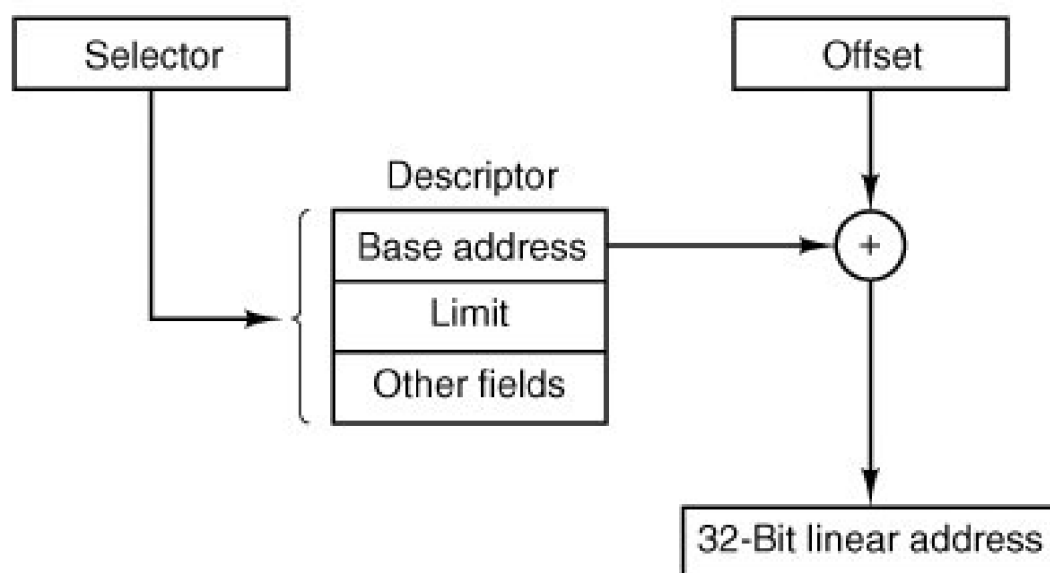 Selector
Offset
Descriptor
Base address
+
Limit
Other fields
32-Bit linear address